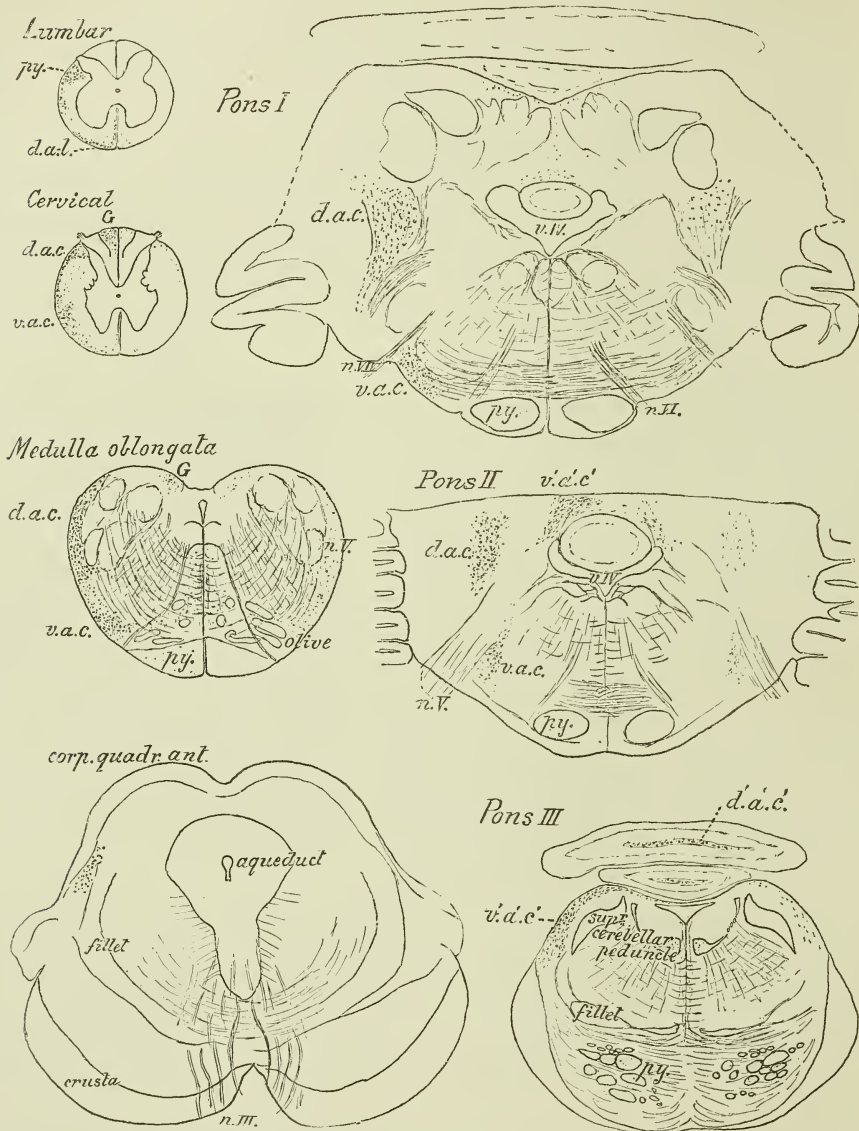 Lumbar
py.
d.a.l.
Cervical
G
d.a.c.
v.a.c.
Pons I
d.a.c.
v.IV.
n.VII.
v.a.c.
py.
n.VI.
Medulla oblongata
G
d.a.c.
n.V.
v.a.c.
olive
py.
Pons II
v.'a.'c.'
d.a.c.
v.IV
v.a.c.
n.V.
py.
corp. quadr. ant.
aqueduct
fillet
crusta
n.III.
Pons III
d.'a.'c.'
v.'a.'c.'
supr.
cerebellar
peduncle
fillet
py.